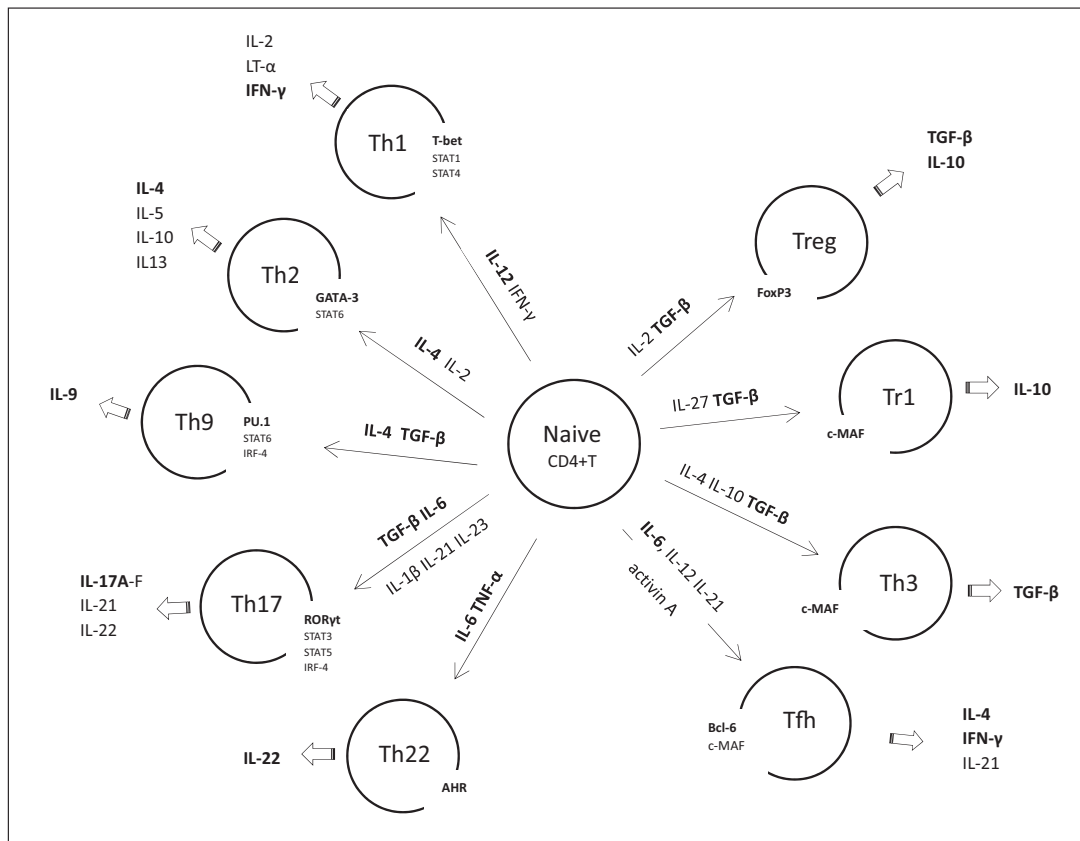 IL-2
LT-α
IFN-γ
Th1
T-bet
STAT1
STAT4
IL-12 IFN-γ
IL-4
IL-5
IL-10
IL13
Th2
GATA-3
STAT6
IL-4 IL-2
IL-9
Th9
PU.1
STAT6
IRF-4
IL-4 TGF-β
IL-17A-F
IL-21
IL-22
Th17
RORγt
STAT3
STAT5
IRF-4
TGF-β IL-6
IL-1β IL-21 IL-23
IL-22
Th22
AHR
IL-6 TNF-α
Naive
CD4+T
TGF-β
IL-10
Treg
FoxP3
IL-2 TGF-β
IL-27 TGF-β
Tr1
c-MAF
IL-10
IL-4 IL-10 TGF-β
Th3
c-MAF
TGF-β
IL-6, IL-12 IL-21
activin A
Tfh
Bcl-6
c-MAF
IL-4
IFN-γ
IL-21